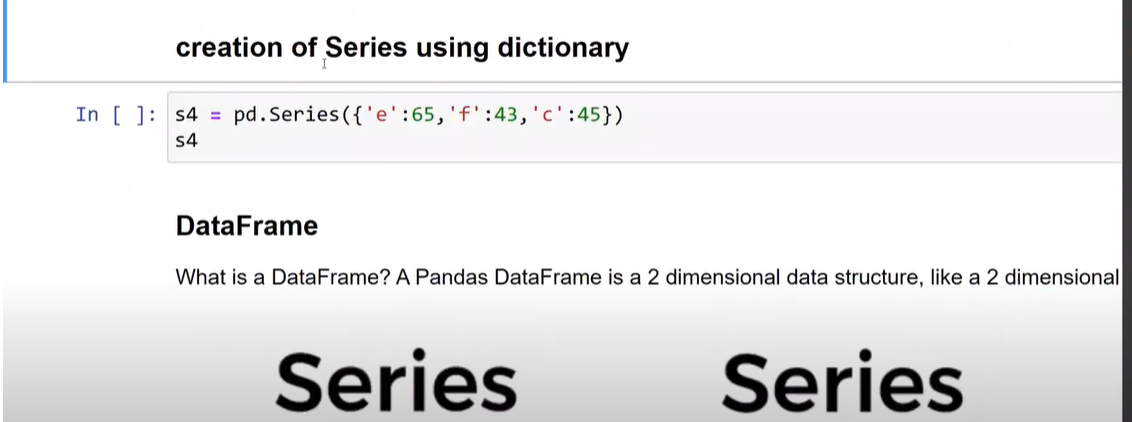 creation of Series using dictionary
In [ ]: s4 = pd.Series({'e':65,'f':43,'c':45})
s4
DataFrame
What is a DataFrame? A Pandas DataFrame is a 2 dimensional data structure, like a 2 dimensional
Series Series